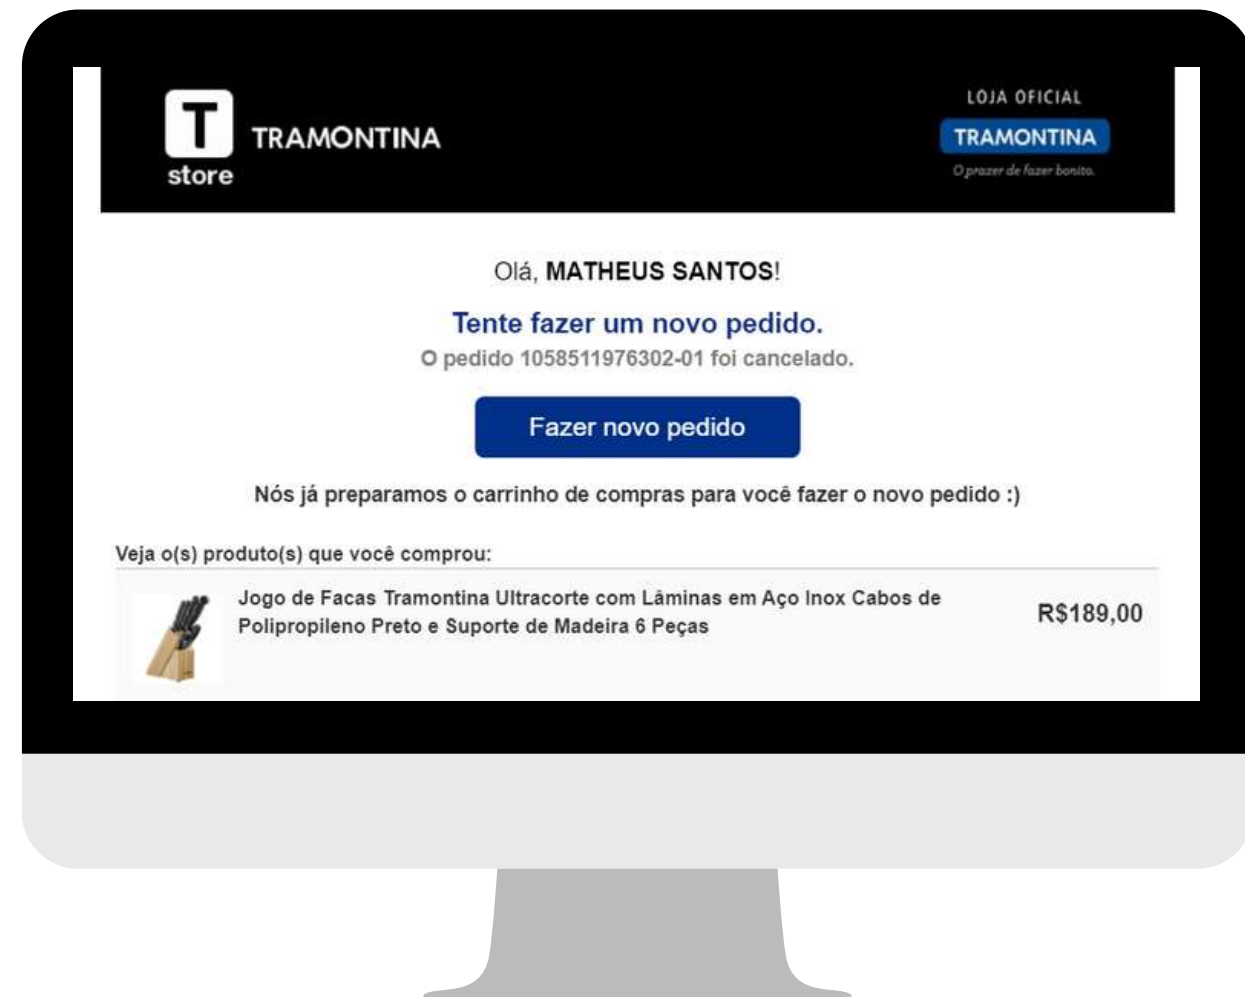 T
store
TRAMONTINA
LOJA OFICIAL
TRAMONTINA
O prazer de fazer bonito.
Olá, MATHEUS SANTOS!
Tente fazer um novo pedido.
O pedido 1058511976302-01 foi cancelado.
Fazer novo pedido
Nós já preparamos o carrinho de compras para você fazer o novo pedido :)
Veja o(s) produto(s) que você comprou:
Jogo de Facas Tramontina Ultracorte com Lâminas em Aço Inox Cabos de
Polipropileno Preto e Suporte de Madeira 6 Peças
R$189,00